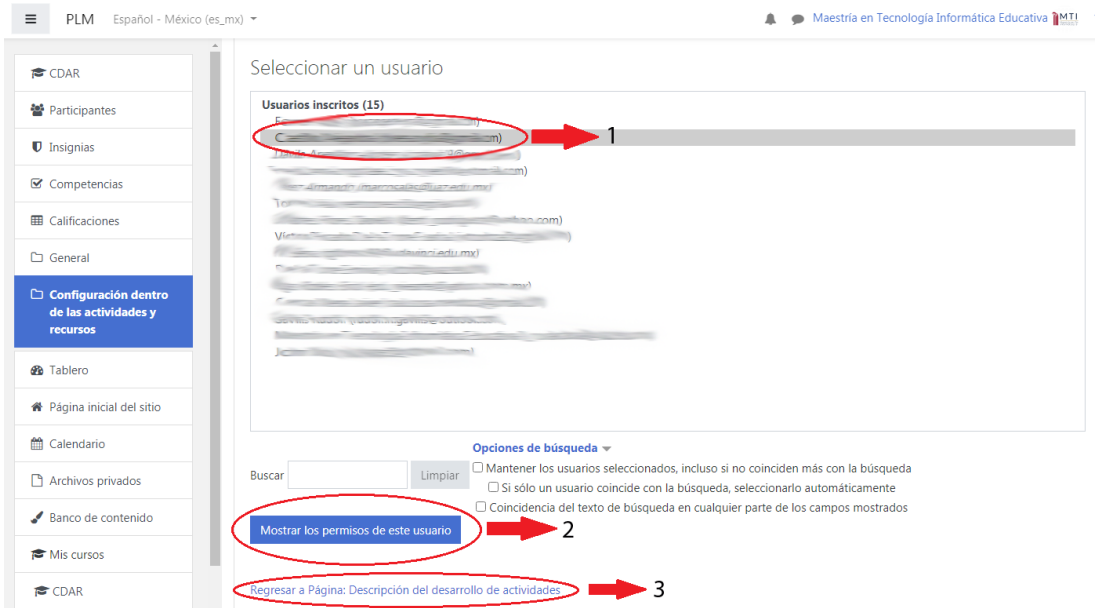 PLM Español - México (es_mx)
Maestría en Tecnología Informática Educativa MTI
CDAR
Participantes
Insignias
Competencias
Calificaciones
General
Configuración dentro
de las actividades y
recursos
Tablero
Página inicial del sitio
Calendario
Archivos privados
Banco de contenido
Mis cursos
CDAR
Seleccionar un usuario
Usuarios inscritos (15)
1
Opciones de búsqueda
Buscar Limpiar
Mantener los usuarios seleccionados, incluso si no coinciden más con la búsqueda
Si sólo un usuario coincide con la búsqueda, seleccionarlo automáticamente
Coincidencia del texto de búsqueda en cualquier parte de los campos mostrados
Mostrar los permisos de este usuario 2
Regresar a Página: Descripción del desarrollo de actividades 3